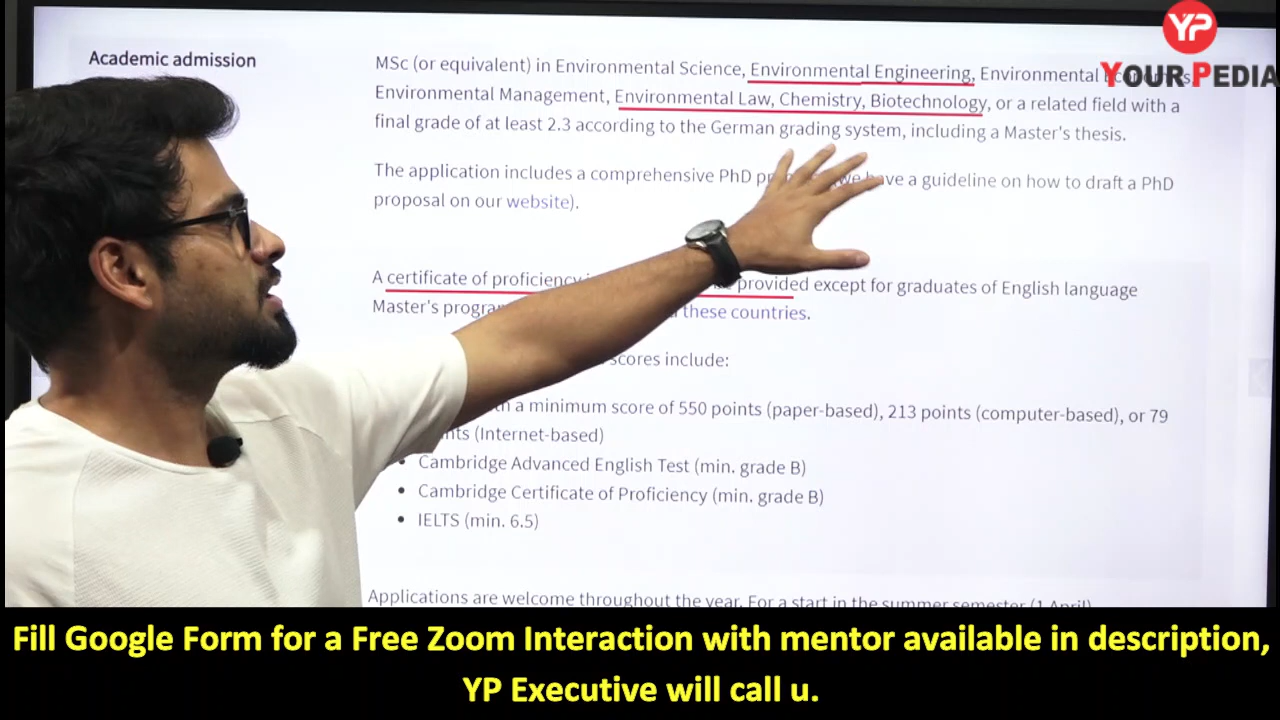 YP
YOUR PEDIA
Academic admission
MSc (or equivalent) in Environmental Science, Environmental Engineering, Environmental
Environmental Management, Environmental Law, Chemistry, Biotechnology, or a related field with a
final grade of at least 2.3 according to the German grading system, including a Master's thesis.
The application includes a comprehensive PhD we have a guideline on how to draft a PhD
proposal on our website).
A certificate of proficiency provided except for graduates of English language
Master's these countries.
scores include:
a minimum score of 550 points (paper-based), 213 points (computer-based), or 79
(Internet-based)
• Cambridge Advanced English Test (min. grade B)
• Cambridge Certificate of Proficiency (min. grade B)
• IELTS (min. 6.5)
Applications are welcome throughout the year. For a start in the summer semester (1 April)
Fill Google Form for a Free Zoom Interaction with mentor available in description,
YP Executive will call u.